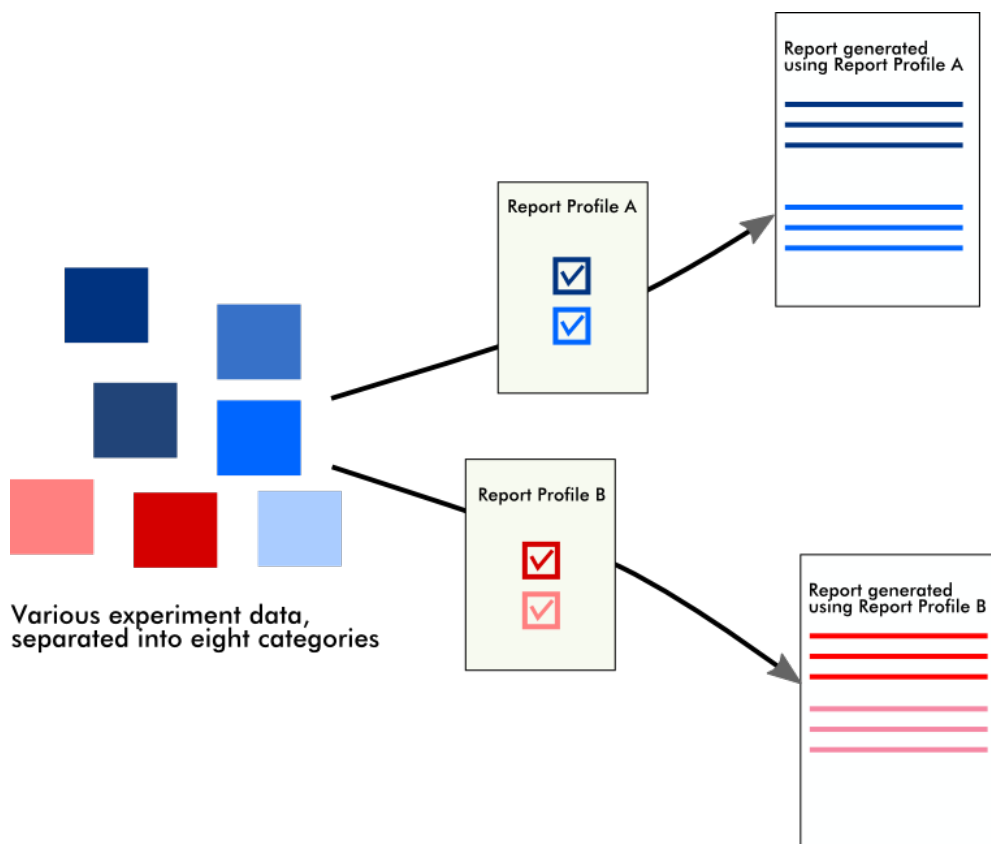 Report generated
using Report Profile A
Report Profile A
Report Profile B
Various experiment data,
separated into eight categories
Report generated
using Report Profile B